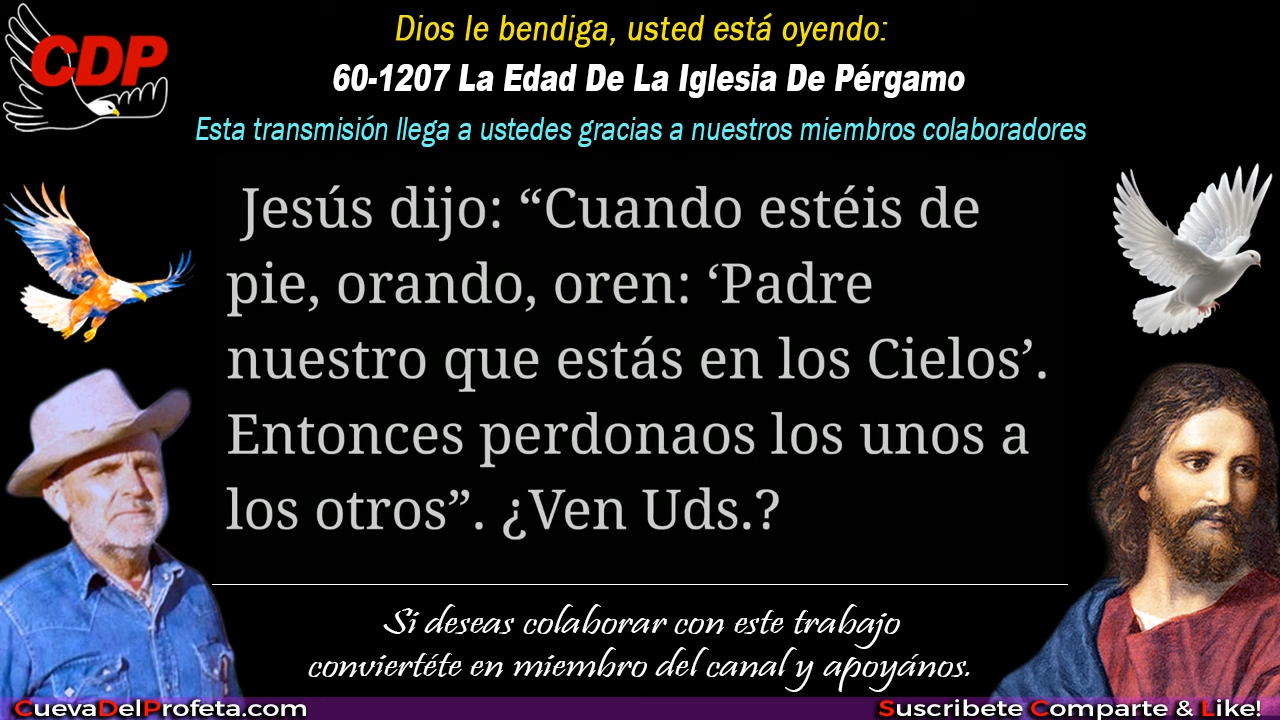 CDP
Dios le bendiga, usted está oyendo:
60-1207 La Edad De La Iglesia De Pérgamo
Esta transmisión llega a ustedes gracias a nuestros miembros colaboradores
Jesús dijo: “Cuando estéis de
pie, orando, oren: ‘Padre
nuestro que estás en los Cielos’.
Entonces perdonaos los unos a
los otros”. ¿Ven Uds.?
Si deseas colaborar con este trabajo
conviertéte en miembro del canal y apoyános.
CuevaDelProfeta.com
Suscribete Comparte & Like!